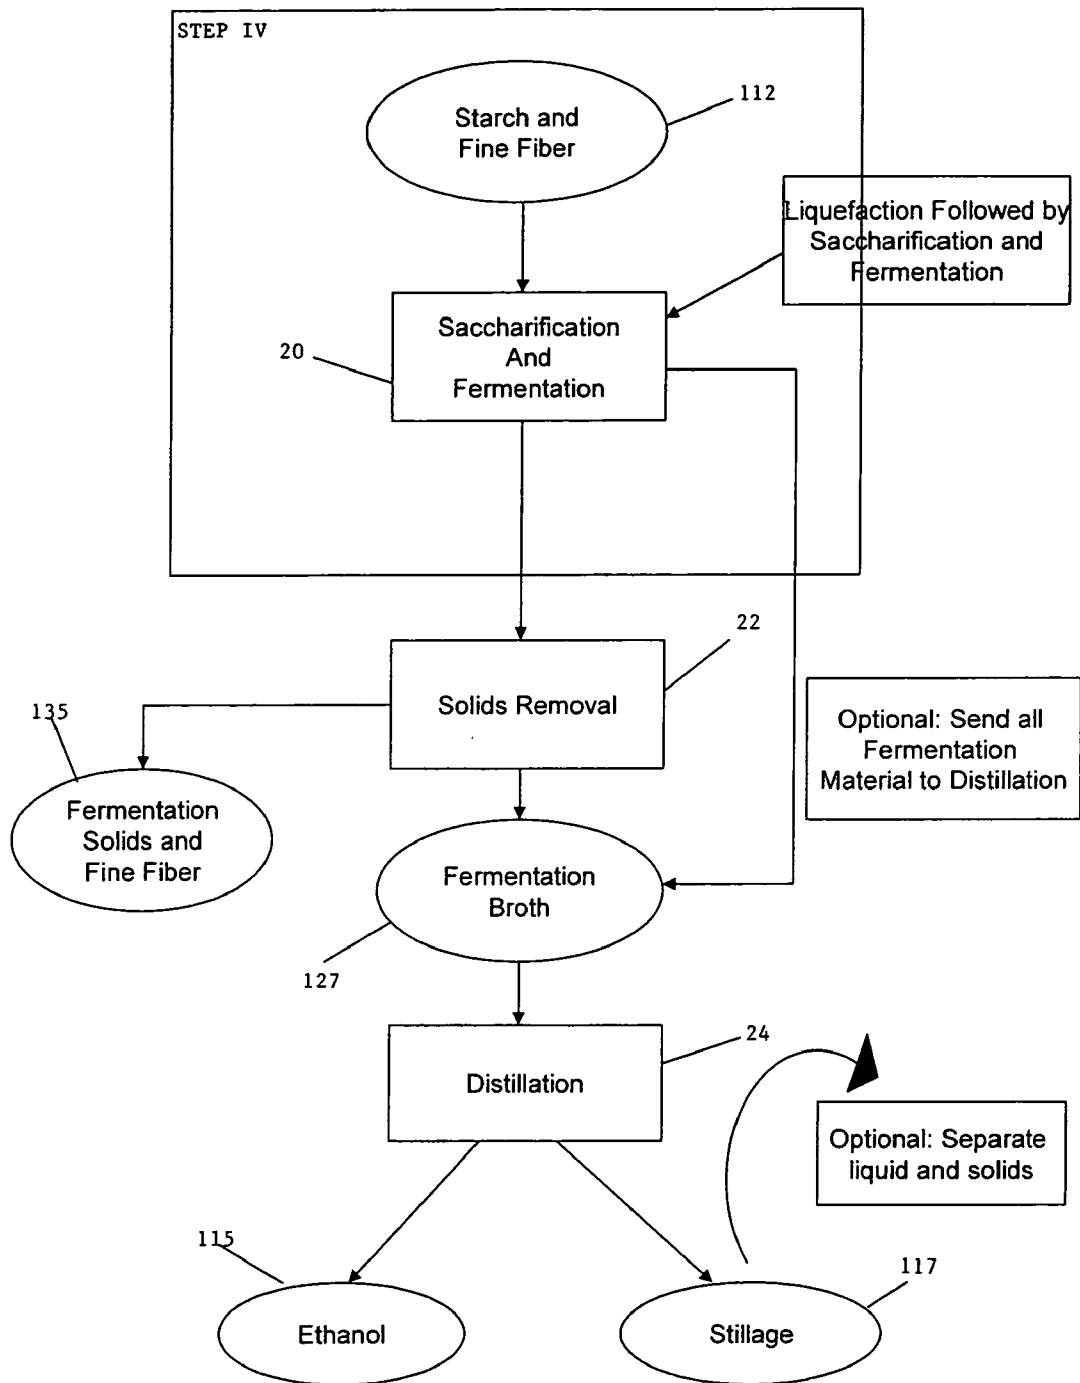 STEP IV
112
Starch and
Fine Fiber
Liquefaction Followed by
Saccharification and
Fermentation
Saccharification
And
Fermentation
20
22
Solids Removal
135
Optional: Send all
Fermentation
Material to Distillation
Fermentation
Solids and
Fine Fiber
Fermentation
Broth
127
24
Distillation
Optional: Separate
liquid and solids
115
117
Ethanol
Stillage